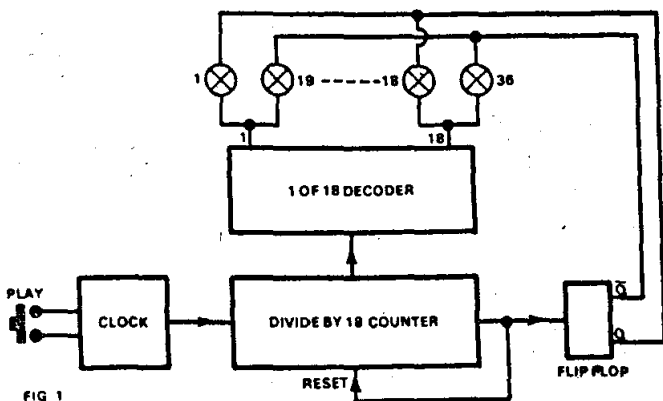 1 19 ----- 18 36
1 18
1 OF 18 DECODER
PLAY
CLOCK
DIVIDE BY 18 COUNTER
Q̄
Q
RESET
FLIP FLOP
FIG 1